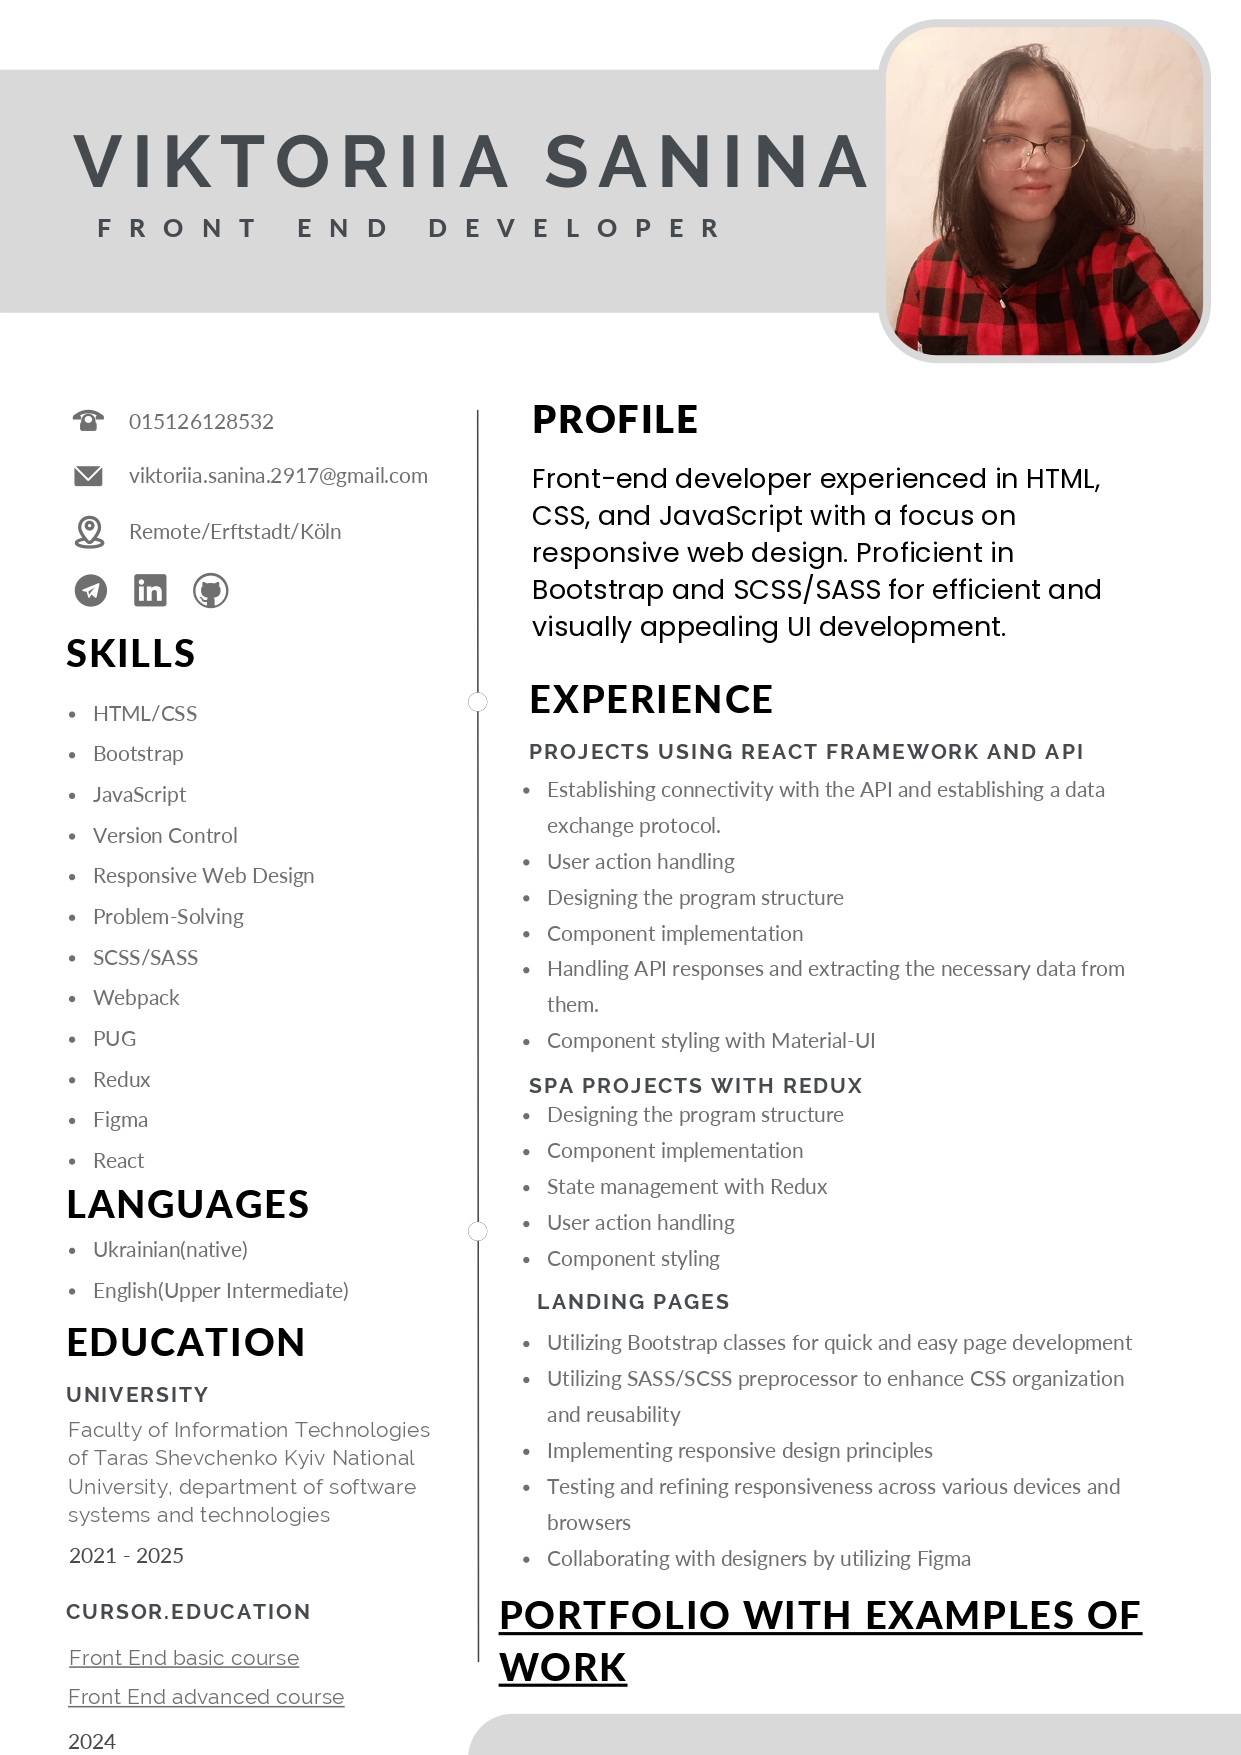 VIKTORIIA SANINA
FRONT END DEVELOPER
015126128532
viktoriia.sanina.2917@gmail.com
Remote/Erftstadt/Köln
SKILLS
• HTML/CSS
• Bootstrap
• JavaScript
• Version Control
• Responsive Web Design
• Problem-Solving
• SCSS/SASS
• Webpack
• PUG
• Redux
• Figma
• React
LANGUAGES
• Ukrainian(native)
• English(Upper Intermediate)
EDUCATION
UNIVERSITY
Faculty of Information Technologies
of Taras Shevchenko Kyiv National
University, department of software
systems and technologies
2021 - 2025
CURSOR.EDUCATION
Front End basic course
Front End advanced course
2024
PROFILE
Front-end developer experienced in HTML,
CSS, and JavaScript with a focus on
responsive web design. Proficient in
Bootstrap and SCSS/SASS for efficient and
visually appealing UI development.
EXPERIENCE
PROJECTS USING REACT FRAMEWORK AND API
• Establishing connectivity with the API and establishing a data
exchange protocol.
• User action handling
• Designing the program structure
• Component implementation
• Handling API responses and extracting the necessary data from
them.
• Component styling with Material-UI
SPA PROJECTS WITH REDUX
• Designing the program structure
• Component implementation
• State management with Redux
• User action handling
• Component styling
LANDING PAGES
• Utilizing Bootstrap classes for quick and easy page development
• Utilizing SASS/SCSS preprocessor to enhance CSS organization
and reusability
• Implementing responsive design principles
• Testing and refining responsiveness across various devices and
browsers
• Collaborating with designers by utilizing Figma
PORTFOLIO WITH EXAMPLES OF
WORK